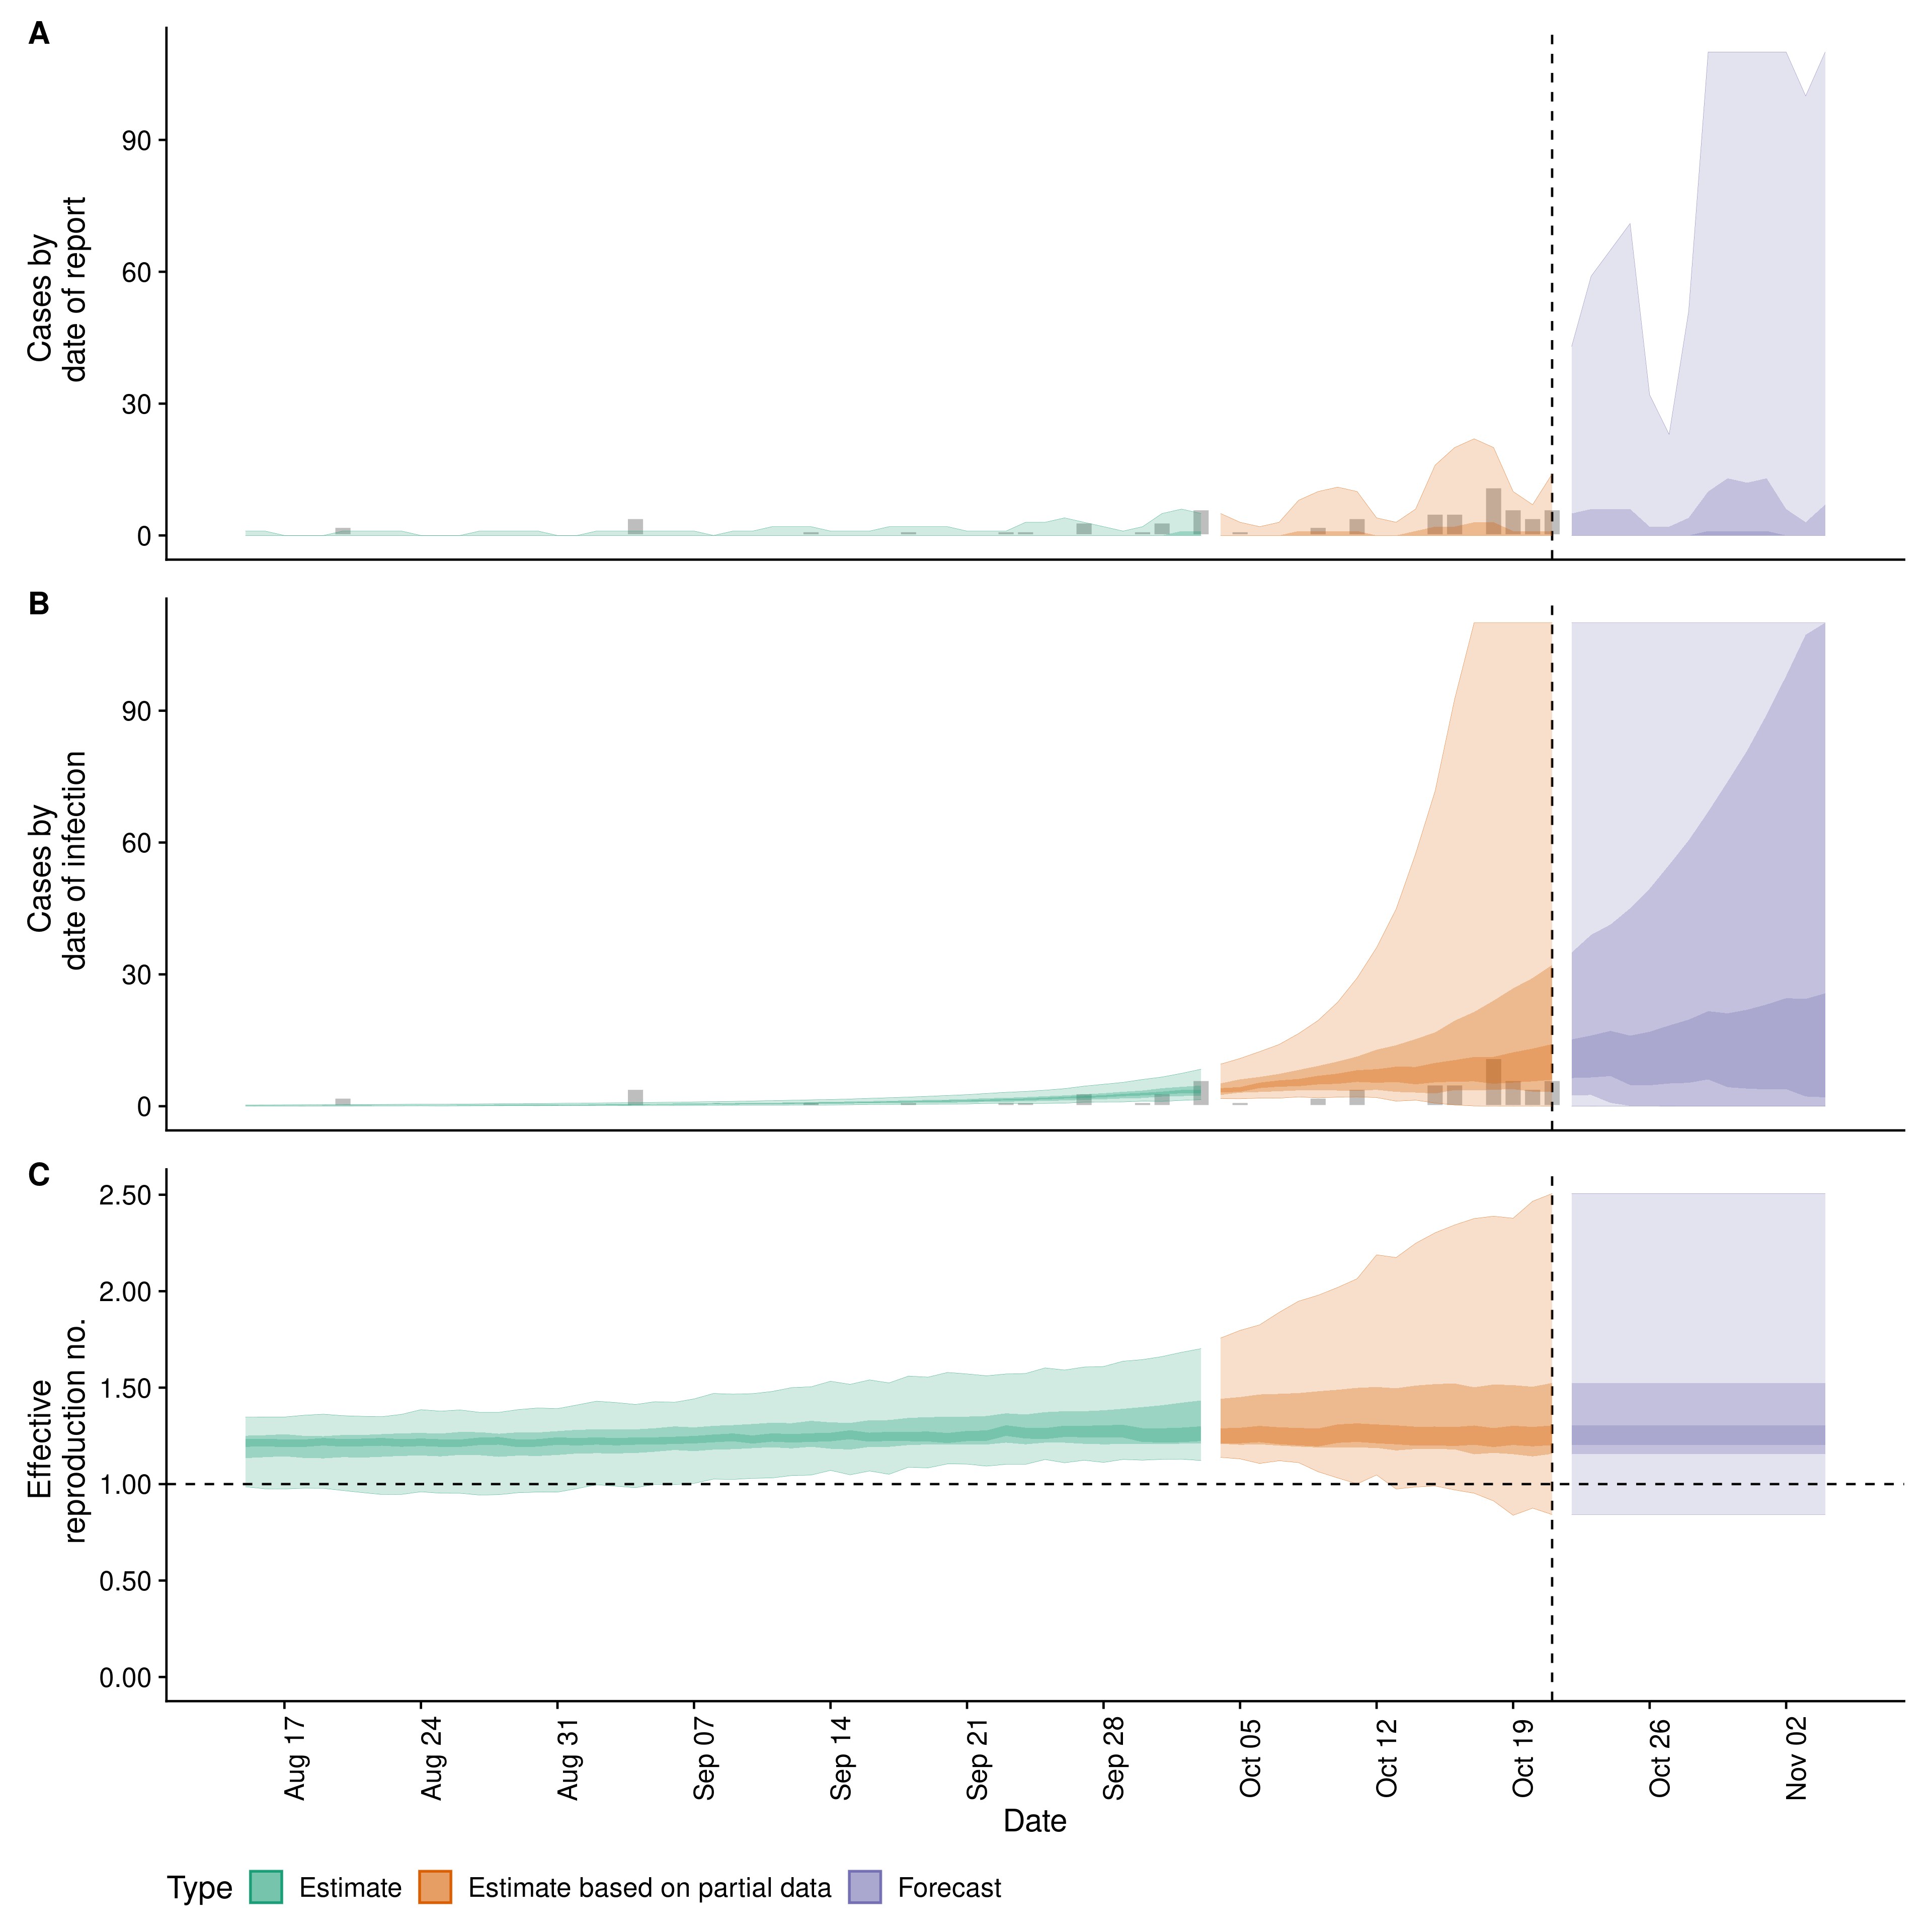 A
Cases by
date of report
90
60
30
0
B
Cases by
date of infection
90
60
30
0
C
Effective
reproduction no.
2.50
2.00
1.50
1.00
0.50
0.00
Aug 17
Aug 24
Aug 31
Sep 07
Sep 14
Sep 21
Sep 28
Oct 05
Oct 12
Oct 19
Oct 26
Nov 02
Date
Type Estimate Estimate based on partial data Forecast